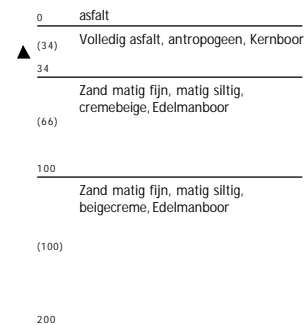 0 asfalt
(34) Volledig asfalt, antropogeen, Kernboor
34
Zand matig fijn, matig siltig,
cremebeige, Edelmanboor
(66)
100
Zand matig fijn, matig siltig,
beigecreme, Edelmanboor
(100)
200